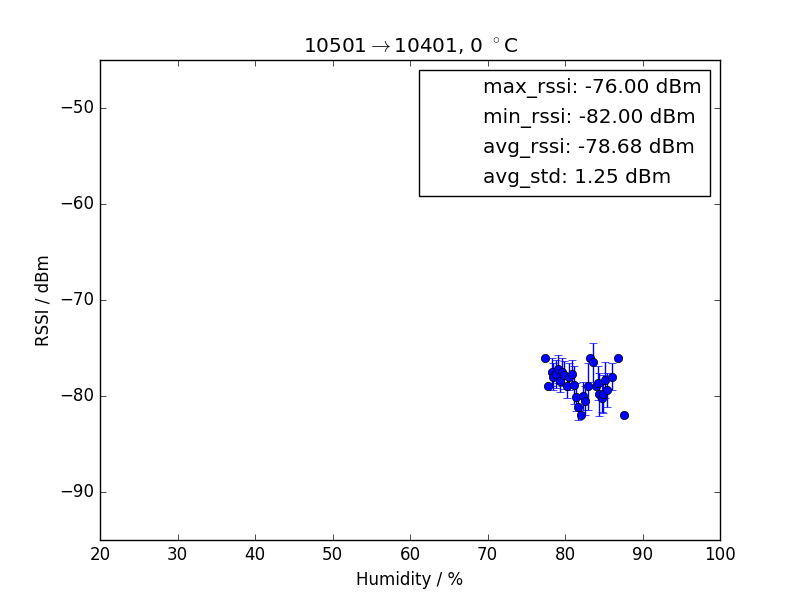 10501→10401, 0 °C
max_rssi: -76.00 dBm
min_rssi: -82.00 dBm
avg_rssi: -78.68 dBm
avg_std: 1.25 dBm
RSSI / dBm
−50
−60
−70
−80
−90
20 30 40 50 60 70 80 90 100
Humidity / %